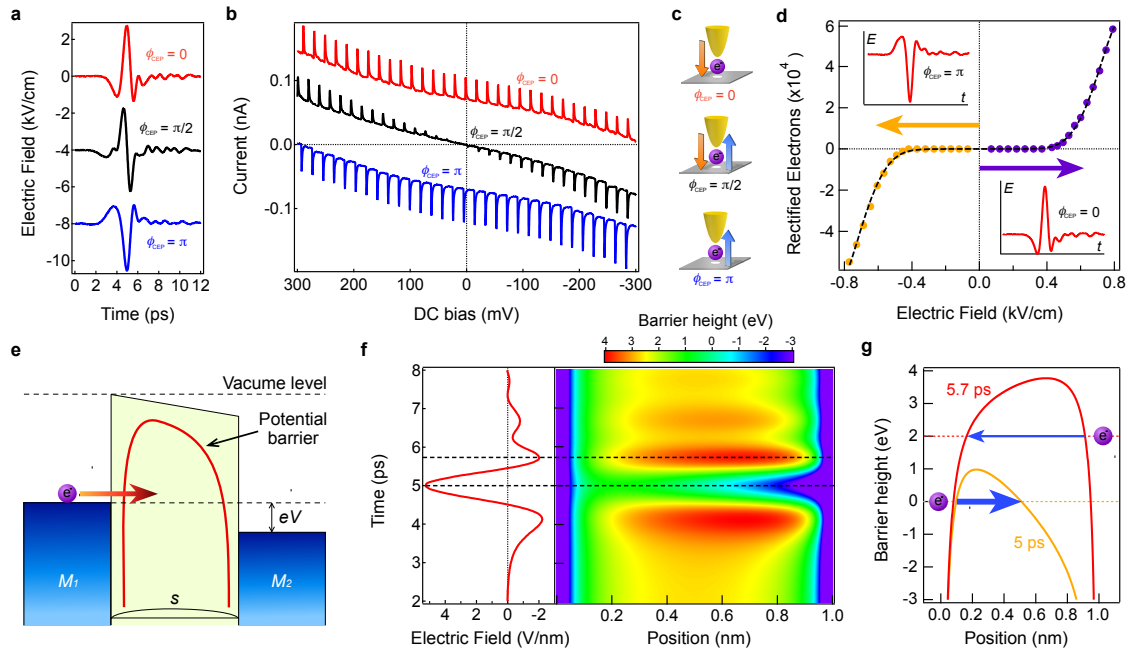 a
2
0
-2
-4
-6
-8
-10
Electric Field (kV/cm)
ϕCEP = 0
ϕCEP = π/2
ϕCEP = π
0 2 4 6 8 10 12
Time (ps)
b
0.1
0.0
-0.1
Current (nA)
ϕCEP = 0
ϕCEP = π/2
ϕCEP = π
300 200 100 0 -100 -200 -300
DC bias (mV)
c
e-
ϕCEP = 0
e-
ϕCEP = π/2
e-
ϕCEP = π
d
6
4
2
0
2
4
Rectified Electrons (x10⁴)
E
ϕCEP = π
t
E
ϕCEP = 0
t
-0.8 -0.4 0.0 0.4 0.8
Electric Field (kV/cm)
e
Vacume level
Potential
barrier
e-
eV
M1
M2
s
f
Barrier height (eV)
4 3 2 1 0 -1 -2 -3
8
7
6
5
4
3
2
Time (ps)
4 2 0 -2
Electric Field (V/nm)
0.0 0.2 0.4 0.6 0.8 1.0
Position (nm)
g
4
3
2
1
0
-1
-2
-3
Barrier height (eV)
5.7 ps
e-
e-
5 ps
0.0 0.2 0.4 0.6 0.8 1.0
Position (nm)